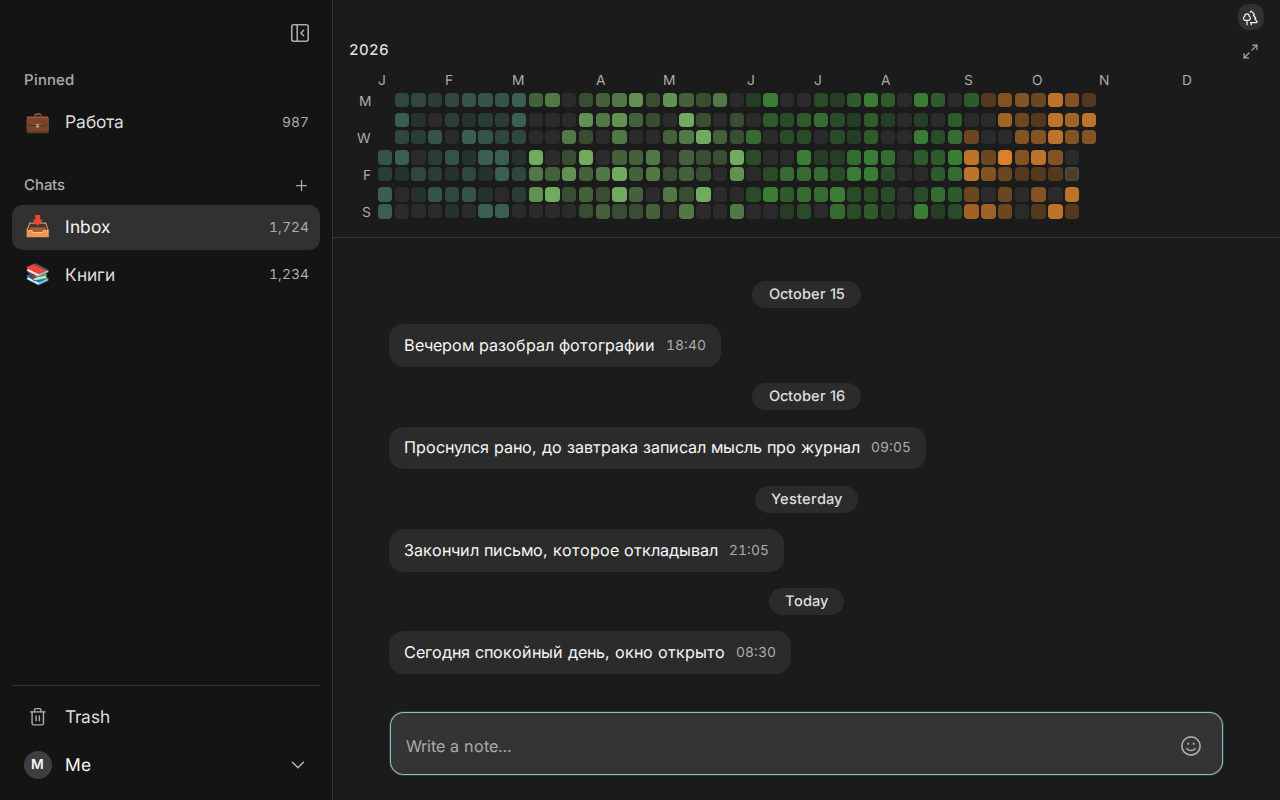 Pinned
Работа 987
Chats
Inbox 1,724
Книги 1,234
Trash
M Me
2026
J F M A M J J A S O N D
M
W
F
S
October 15
Вечером разобрал фотографии 18:40
October 16
Проснулся рано, до завтрака записал мысль про журнал 09:05
Yesterday
Закончил письмо, которое откладывал 21:05
Today
Сегодня спокойный день, окно открыто 08:30
Write a note...